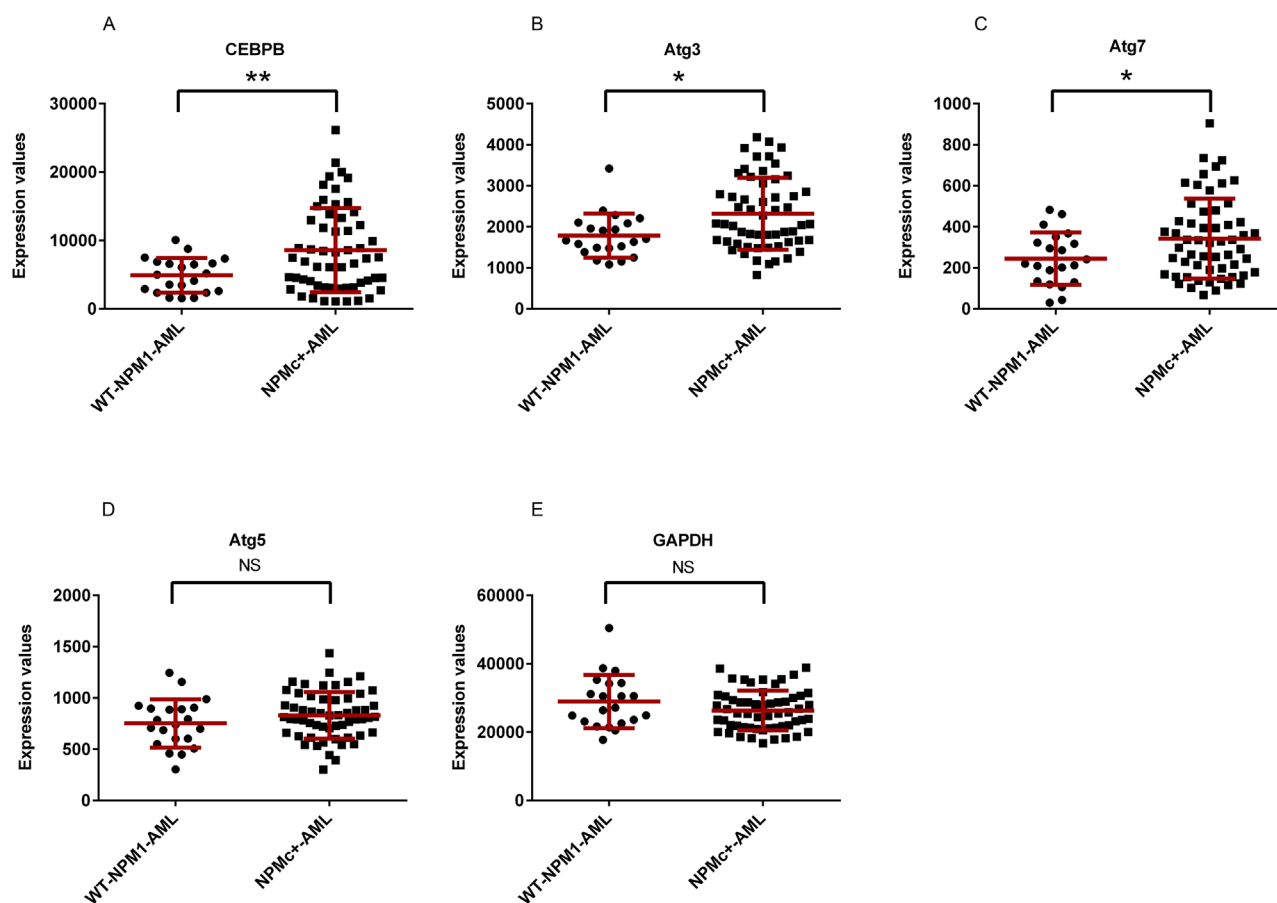 A
CEBPB
**
Expression values
30000
20000
10000
0
WT-NPM1-AML
NPMc+-AML
B
Atg3
*
Expression values
5000
4000
3000
2000
1000
0
WT-NPM1-AML
NPMc+-AML
C
Atg7
*
Expression values
1000
800
600
400
200
0
WT-NPM1-AML
NPMc+-AML
D
Atg5
NS
Expression values
2000
1500
1000
500
0
WT-NPM1-AML
NPMc+-AML
E
GAPDH
NS
Expression values
60000
40000
20000
0
WT-NPM1-AML
NPMc+-AML